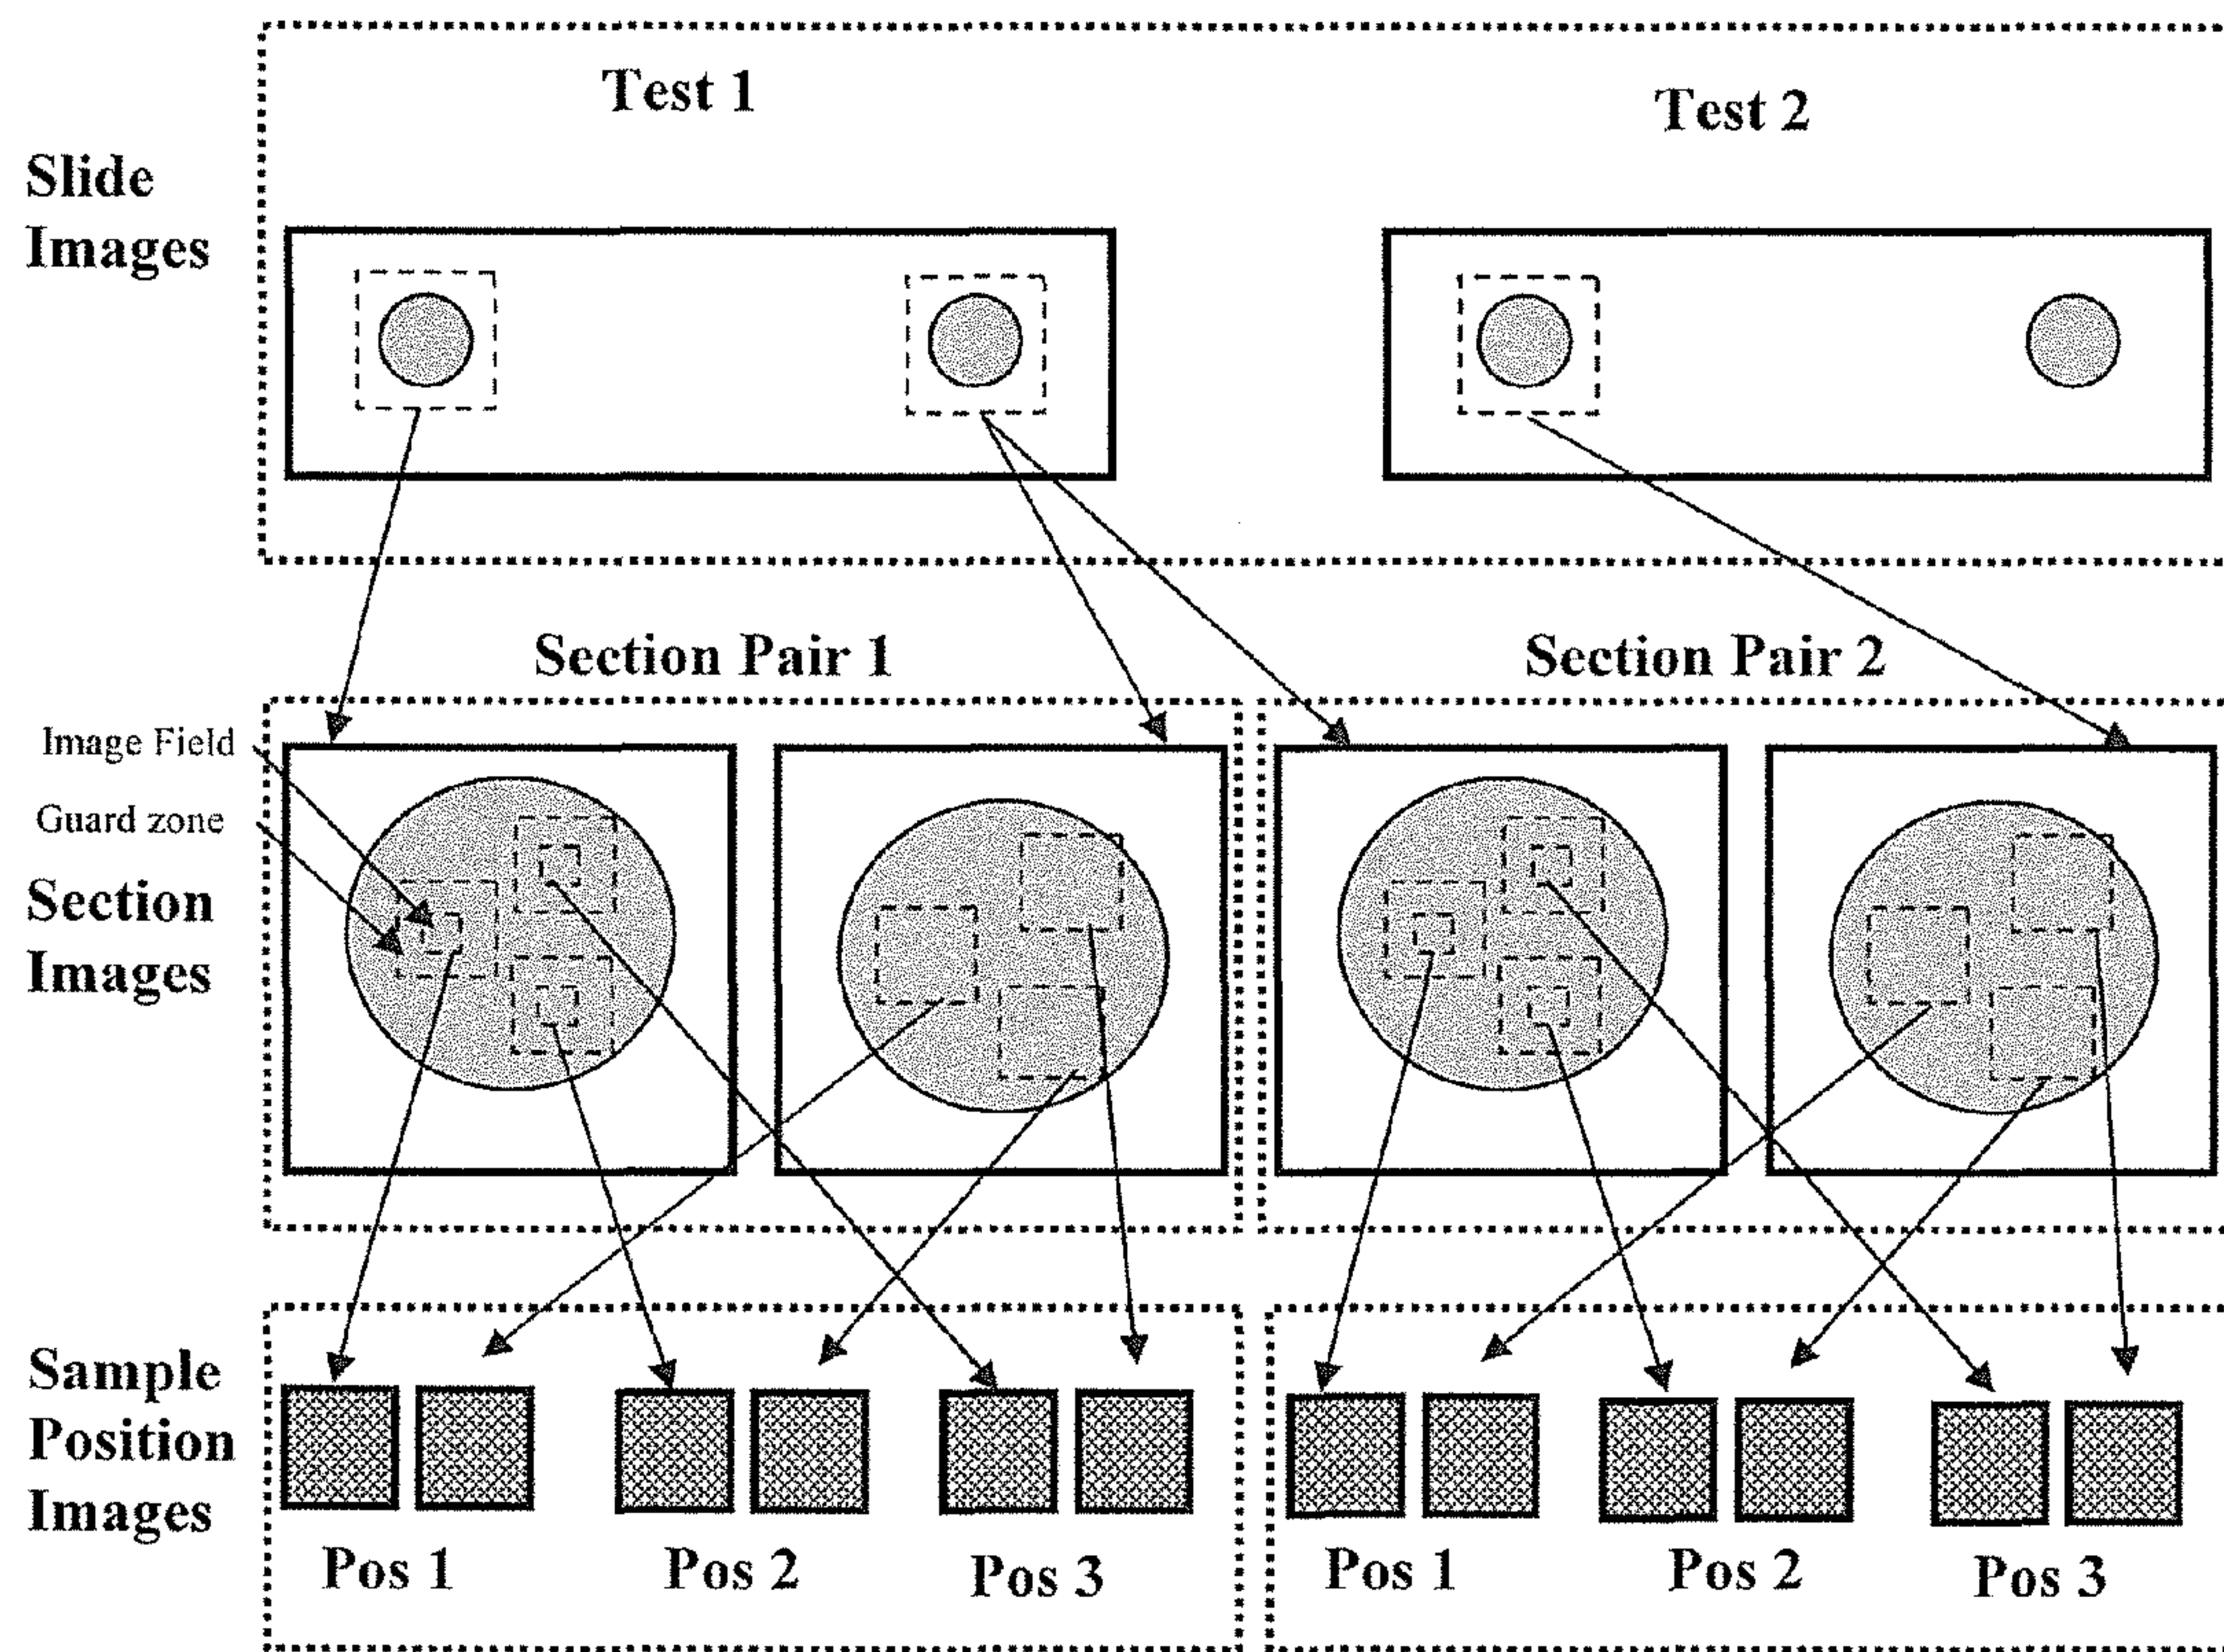 Test 1
Test 2
Slide
Images
Section Pair 1
Section Pair 2
Image Field
Guard zone
Section
Images
Sample
Position
Images
Pos 1
Pos 2
Pos 3
Pos 1
Pos 2
Pos 3